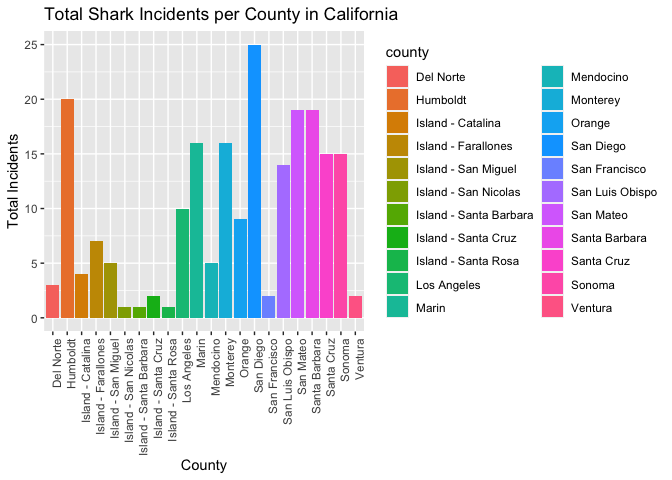 Total Shark Incidents per County in California
25
20
15
10
5
0
Total Incidents
Del Norte
Humboldt
Island - Catalina
Island - Farallones
Island - San Miguel
Island - San Nicolas
Island - Santa Barbara
Island - Santa Cruz
Island - Santa Rosa
Los Angeles
Marin
Mendocino
Monterey
Orange
San Diego
San Francisco
San Luis Obispo
San Mateo
Santa Barbara
Santa Cruz
Sonoma
Ventura
County
county
Del Norte
Humboldt
Island - Catalina
Island - Farallones
Island - San Miguel
Island - San Nicolas
Island - Santa Barbara
Island - Santa Cruz
Island - Santa Rosa
Los Angeles
Marin
Mendocino
Monterey
Orange
San Diego
San Francisco
San Luis Obispo
San Mateo
Santa Barbara
Santa Cruz
Sonoma
Ventura